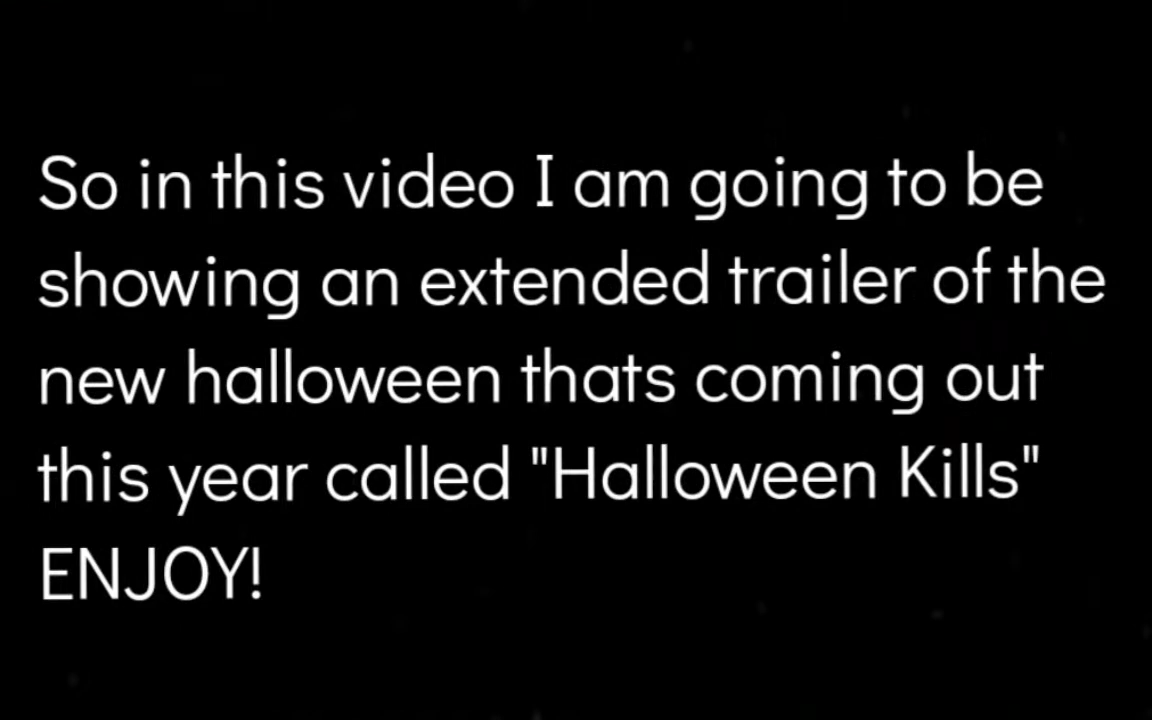 So in this video I am going to be
showing an extended trailer of the
new halloween thats coming out
this year called "Halloween Kills"
ENJOY!